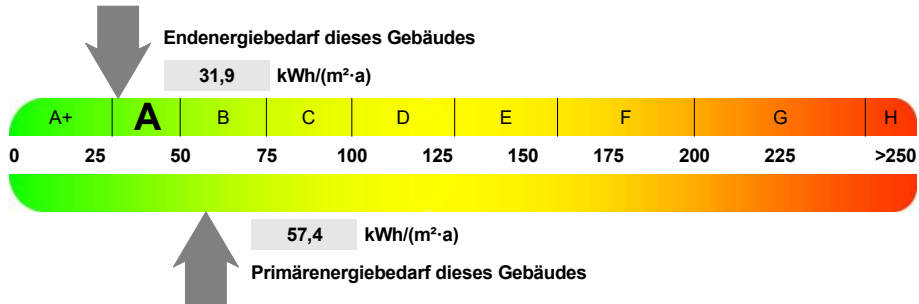 Endenergiebedarf dieses Gebäudes
31,9 kWh/(m²·a)
A+ A B C D E F G H
0 25 50 75 100 125 150 175 200 225 >250
57,4 kWh/(m²·a)
Primärenergiebedarf dieses Gebäudes